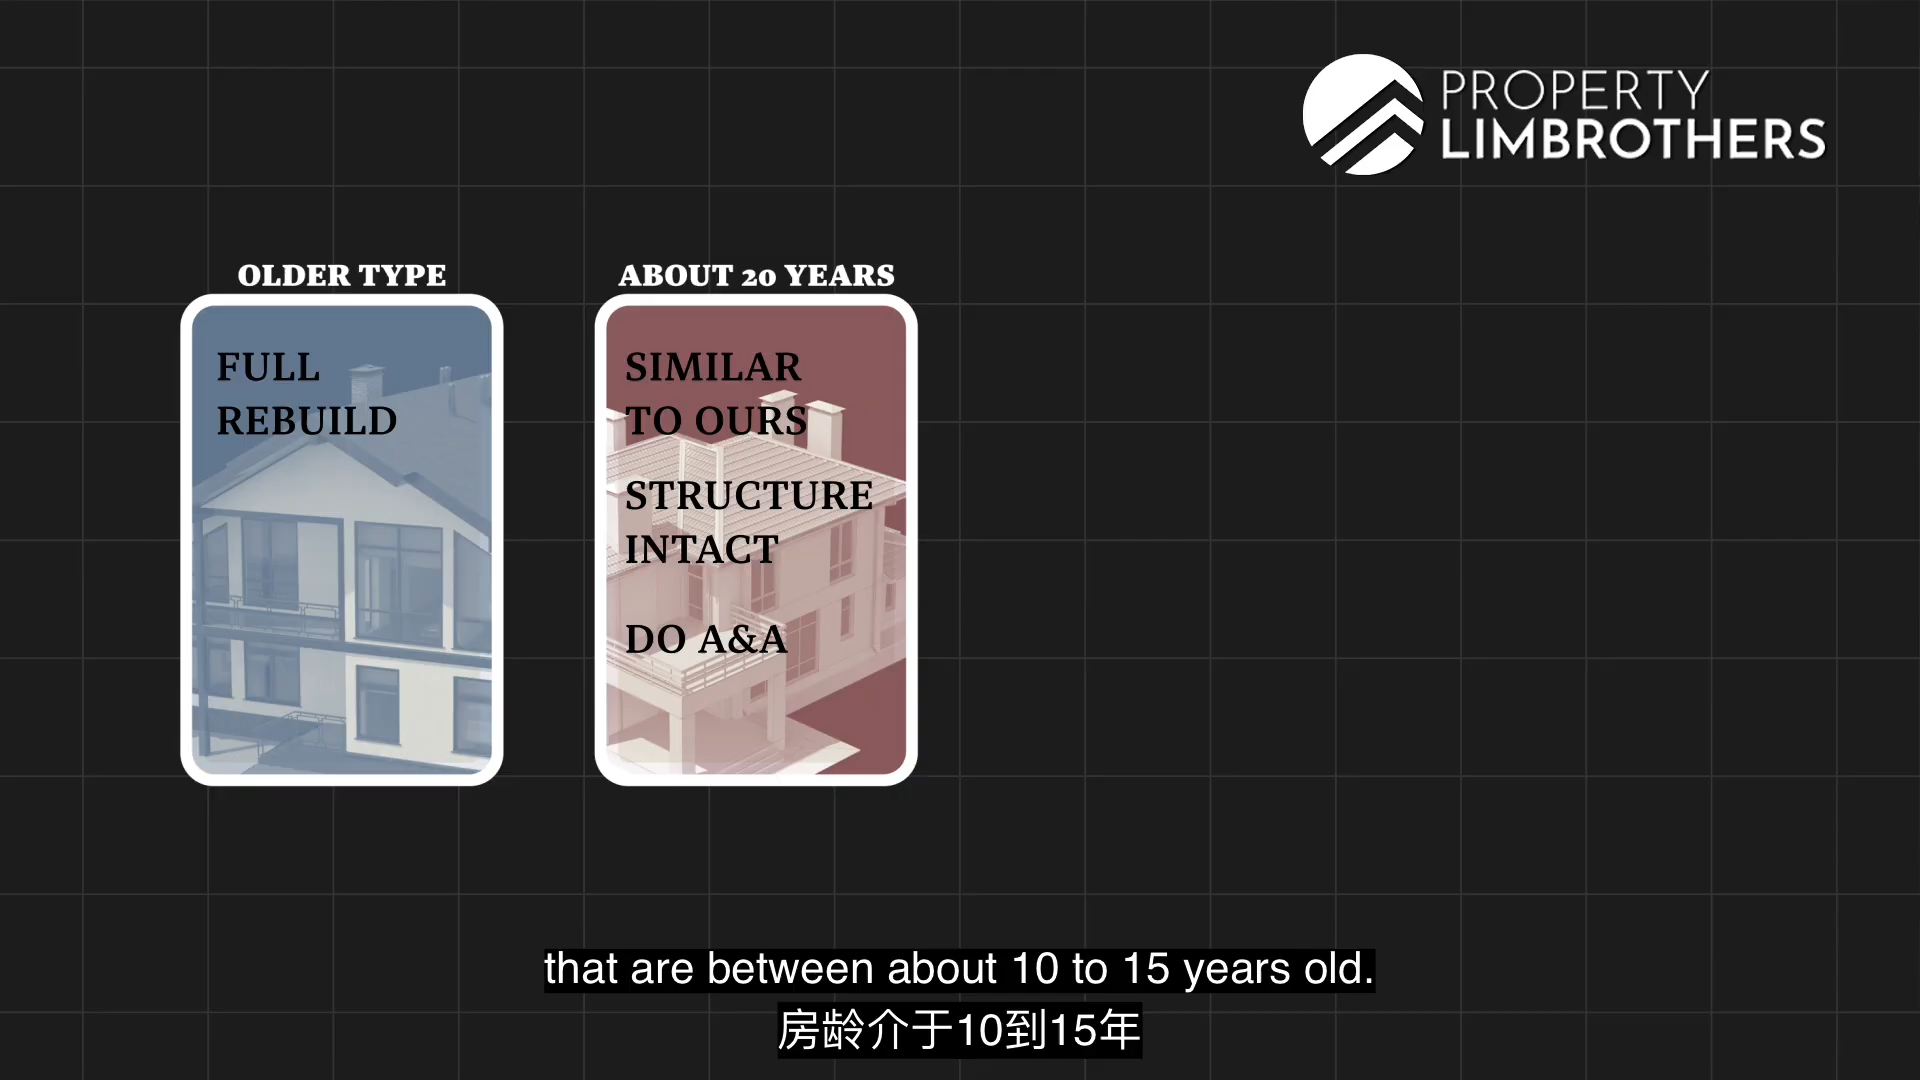 PROPERTY
LIMBROTHERS
OLDER TYPE
FULL
REBUILD
ABOUT 20 YEARS
SIMILAR
TO OURS
STRUCTURE
INTACT
DO A&A
that are between about 10 to 15 years old.
房龄介于10到15年